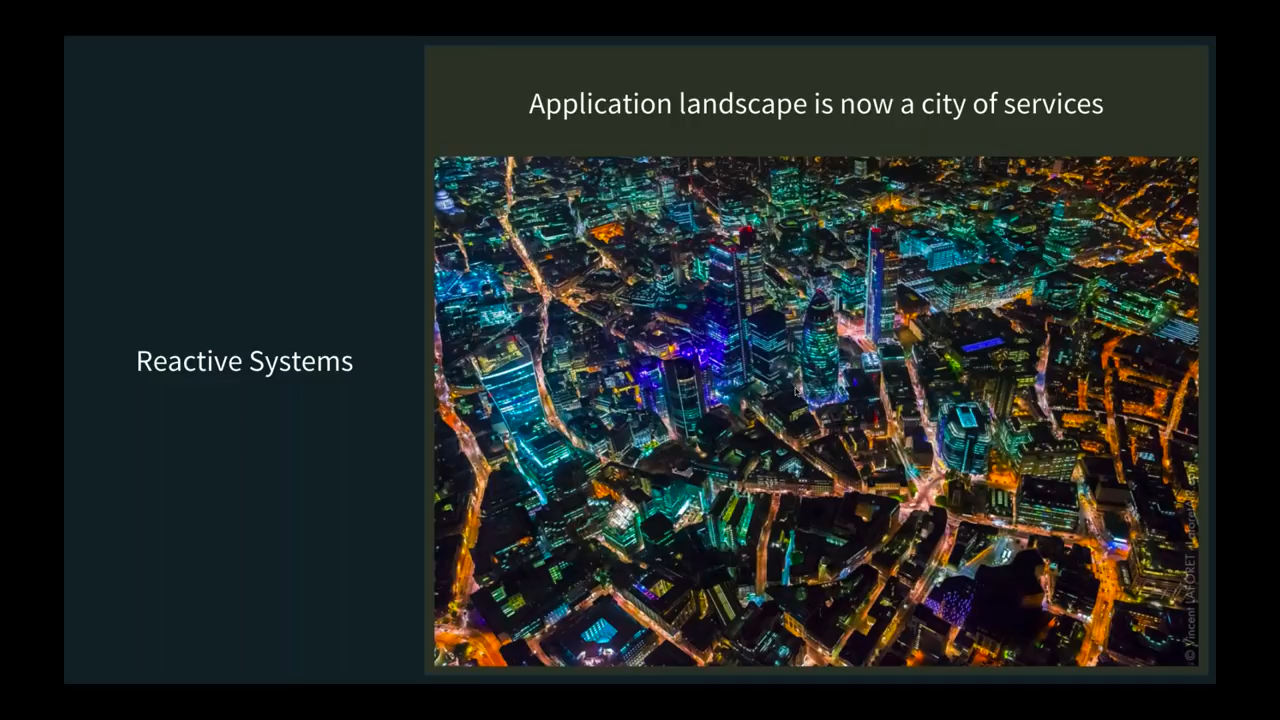 Application landscape is now a city of services
Reactive Systems